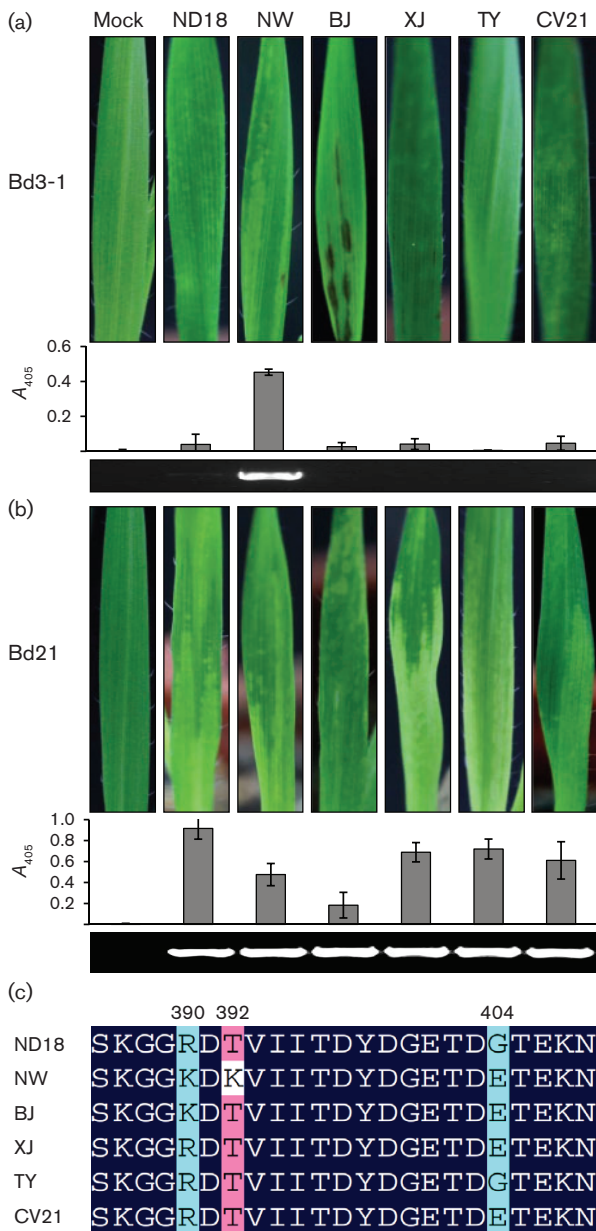 (a)
Mock ND18 NW BJ XJ TY CV21
Bd3-1
0.6
0.4
0.2
A405
(b)
Bd21
1.0
0.8
0.6
0.4
0.2
A405
(c)
390 392 404
ND18 SKGGRDTVIITDYDGETDGTEKN
NW SKGGKDKVIITDYDGETDETEKN
BJ SKGGKDTVIITDYDGETDETEKN
XJ SKGGRDTVIITDYDGETDETEKN
TY SKGGRDTVIITDYDGETDGTEKN
CV21 SKGGRDTVIITDYDGETDETEKN